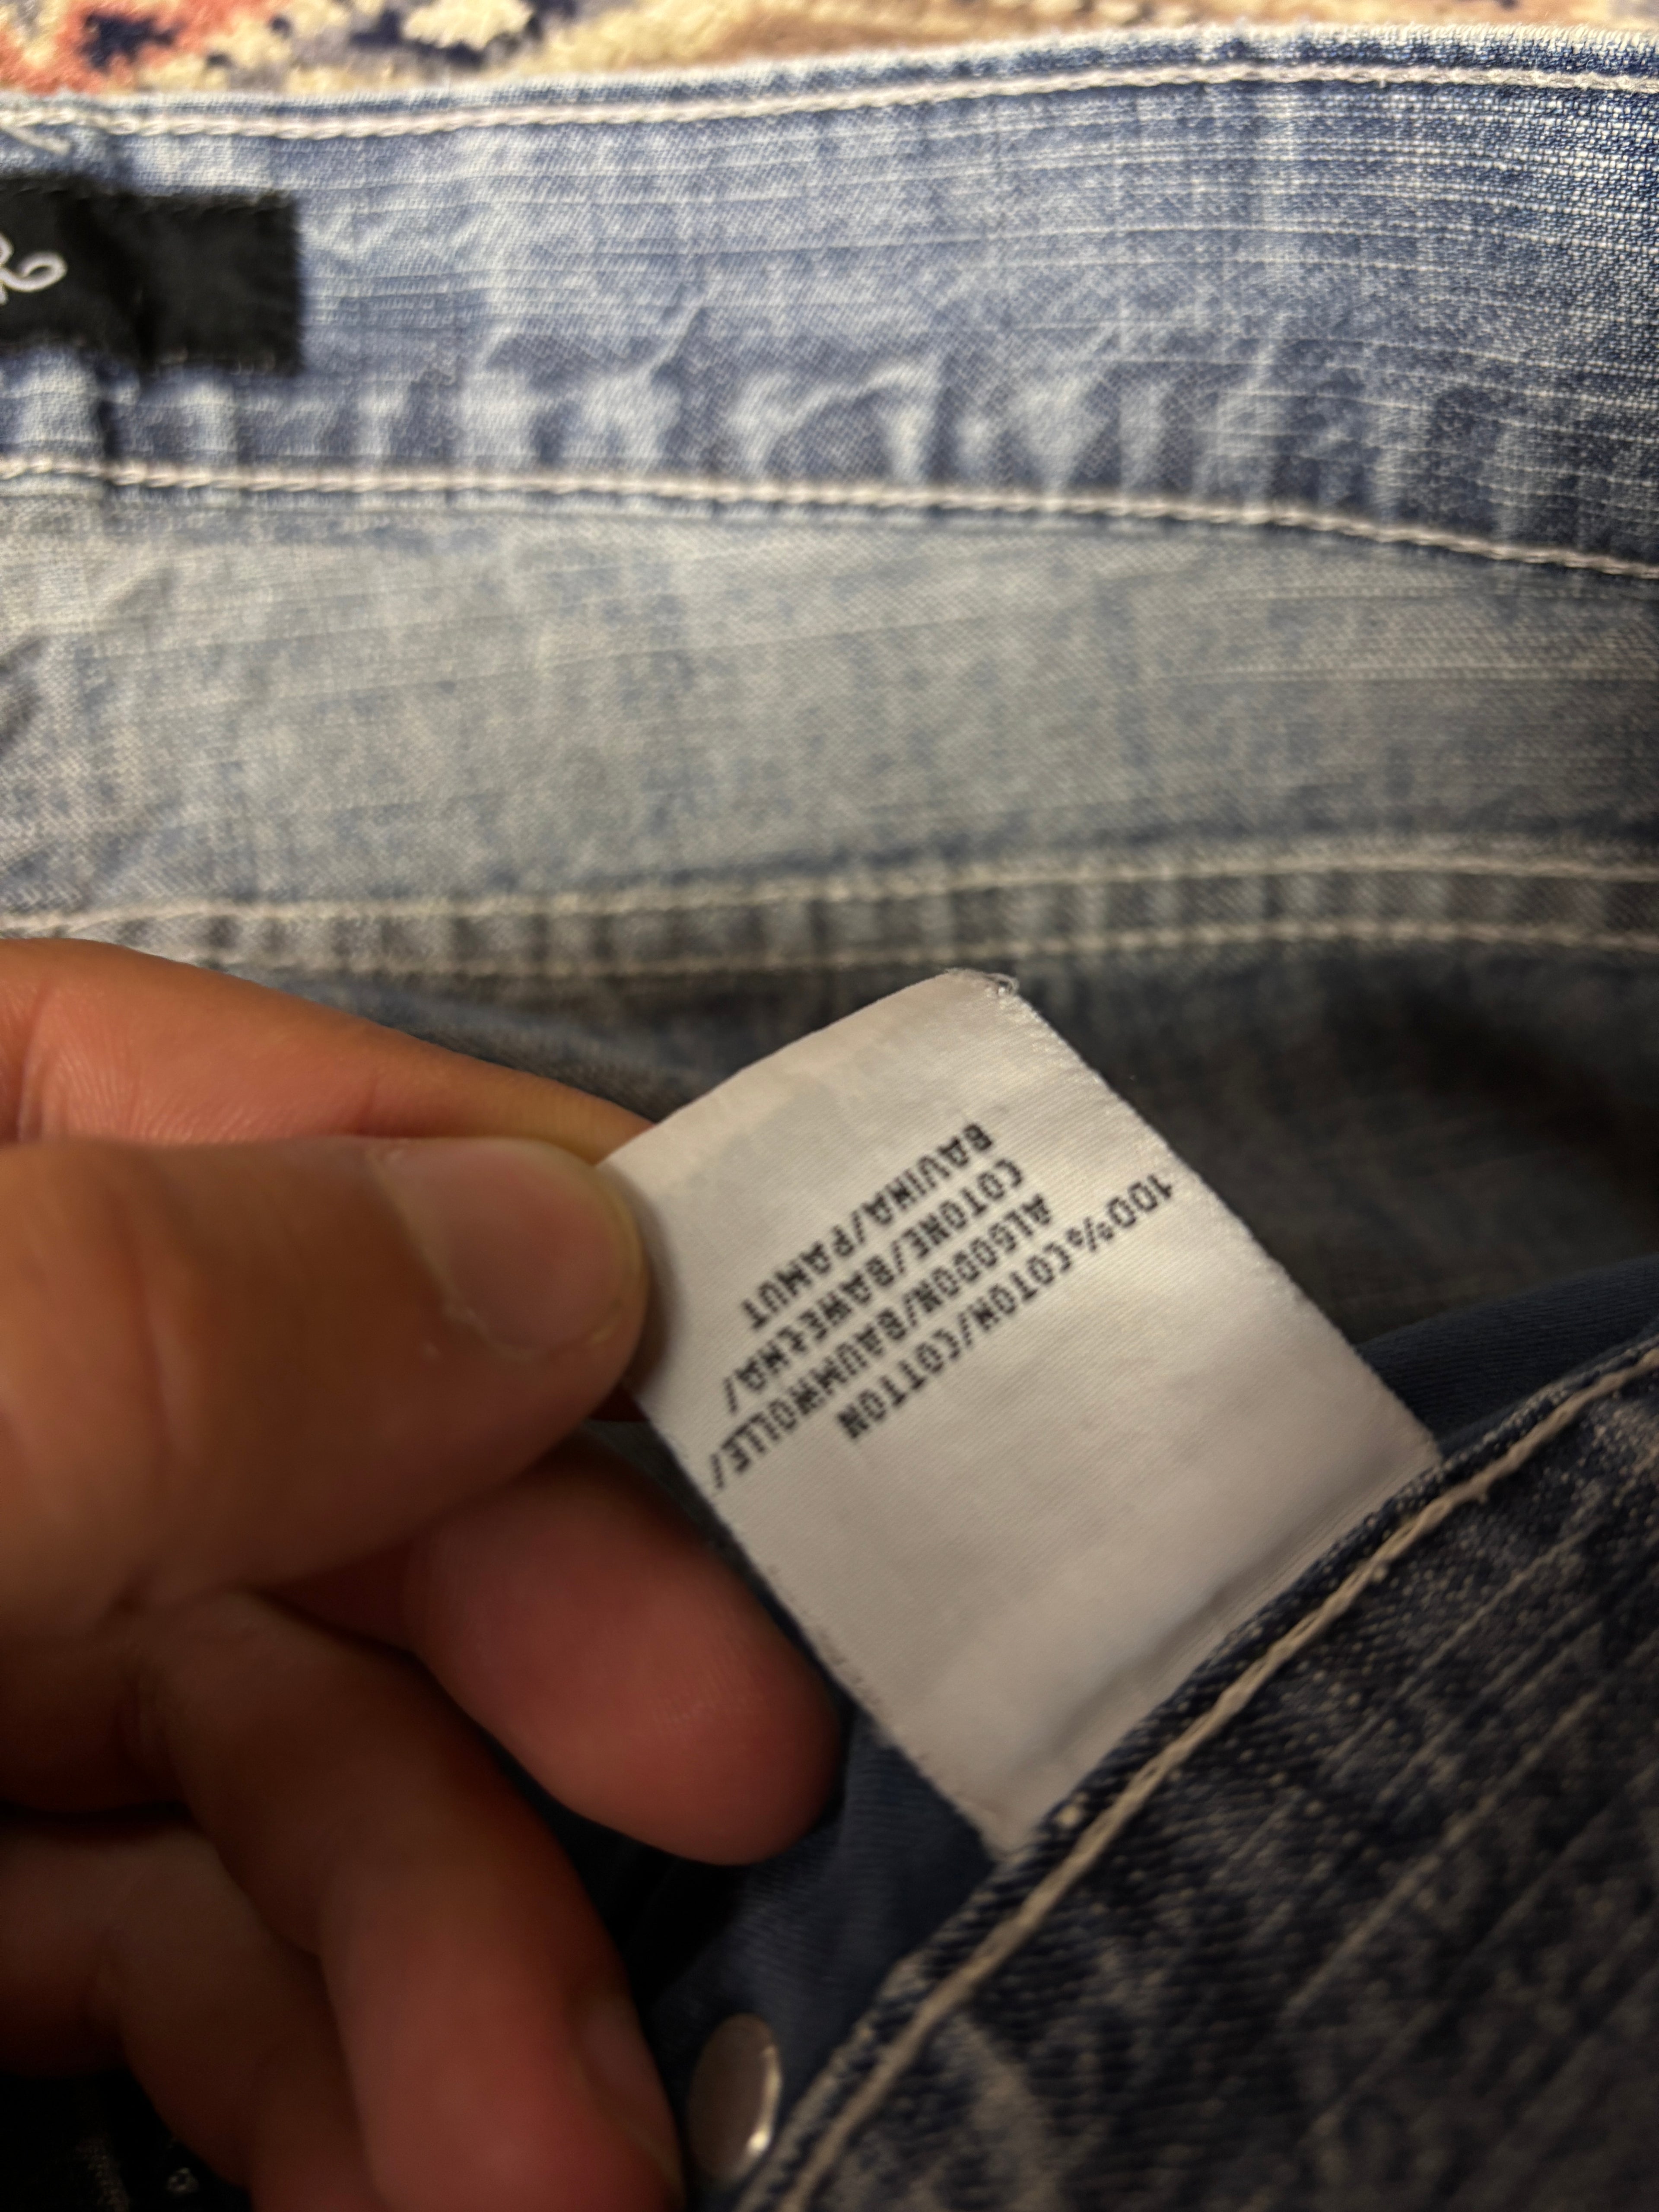 100%COTON/COTTON
ALGODON/BAUMWOLLE/
COTONE/BAWEŁNA/
BAVLNA/PAMUT